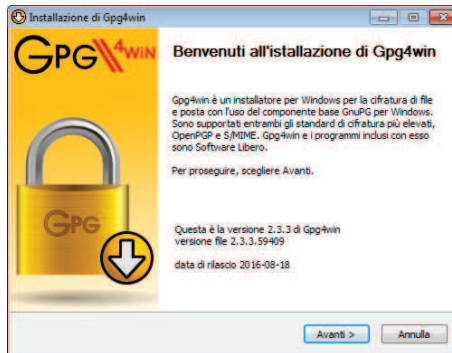 Installazione di Gpg4win
GPG4WIN
Benvenuti all'istallazione di Gpg4win
Gpg4win è un installatore per Windows per la cifratura di file
e posta con l'uso del componente base GnuPG per Windows.
Sono supportati entrambi gli standard di cifratura più elevati,
OpenPGP e S/MIME. Gpg4win e i programmi inclusi con esso
sono Software Libero.
Per proseguire, scegliere Avanti.
GPG
Questa è la versione 2.3.3 di Gpg4win
versione file 2.3.3.59409
data di rilascio 2016-08-18
Avanti >
Annulla